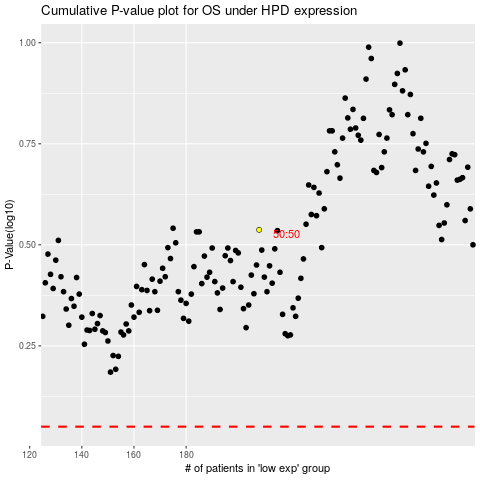 Cumulative P-value plot for OS under HPD expression
P-Value(log10)
1.00
0.75
0.50
0.25
50:50
120 140 160 180
# of patients in 'low exp' group